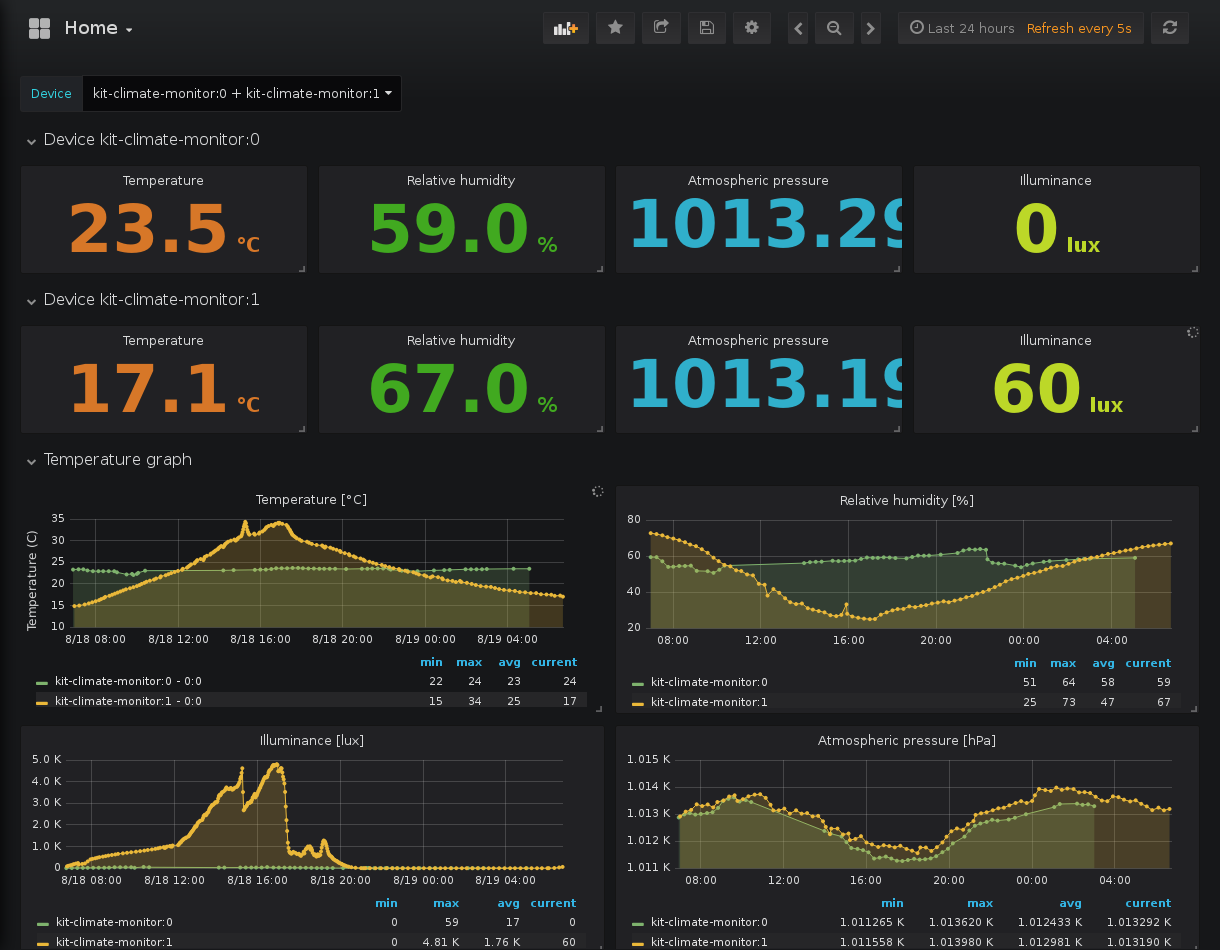 Home
Last 24 hours Refresh every 5s
Device kit-climate-monitor:0 + kit-climate-monitor:1
Device kit-climate-monitor:0
Temperature Relative humidity Atmospheric pressure Illuminance
23.5 °C 59.0 % 1013.29 0 lux
Device kit-climate-monitor:1
Temperature Relative humidity Atmospheric pressure Illuminance
17.1 °C 67.0 % 1013.19 60 lux
Temperature graph
Temperature [°C]
Temperature (C)
35
30
25
20
15
10
8/18 08:00 8/18 12:00 8/18 16:00 8/18 20:00 8/19 00:00 8/19 04:00
min max avg current
kit-climate-monitor:0 - 0:0 22 24 23 24
kit-climate-monitor:1 - 0:0 15 34 25 17
Relative humidity [%]
80
60
40
20
08:00 12:00 16:00 20:00 00:00 04:00
min max avg current
kit-climate-monitor:0 51 64 58 59
kit-climate-monitor:1 25 73 47 67
Illuminance [lux]
5.0 K
4.0 K
3.0 K
2.0 K
1.0 K
0
8/18 08:00 8/18 12:00 8/18 16:00 8/18 20:00 8/19 00:00 8/19 04:00
min max avg current
kit-climate-monitor:0 0 59 17 0
kit-climate-monitor:1 0 4.81 K 1.76 K 60
Atmospheric pressure [hPa]
1.015 K
1.014 K
1.013 K
1.012 K
1.011 K
08:00 12:00 16:00 20:00 00:00 04:00
min max avg current
kit-climate-monitor:0 1.011265 K 1.013620 K 1.012433 K 1.013292 K
kit-climate-monitor:1 1.011558 K 1.013980 K 1.012981 K 1.013190 K